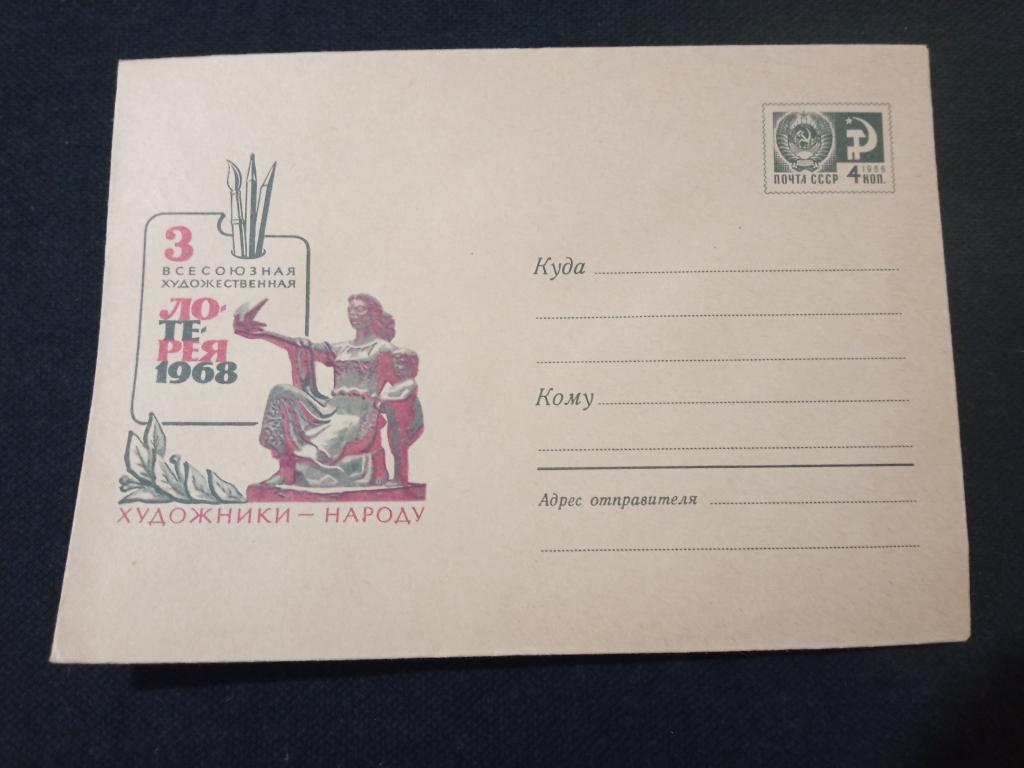 3
ВСЕСОЮЗНАЯ
ХУДОЖЕСТВЕННАЯ
ЛО-
ТЕ-
РЕЯ
1968
ХУДОЖНИКИ — НАРОДУ
ПОЧТА СССР 4 1966 КОП.
Куда
Кому
Адрес отправителя